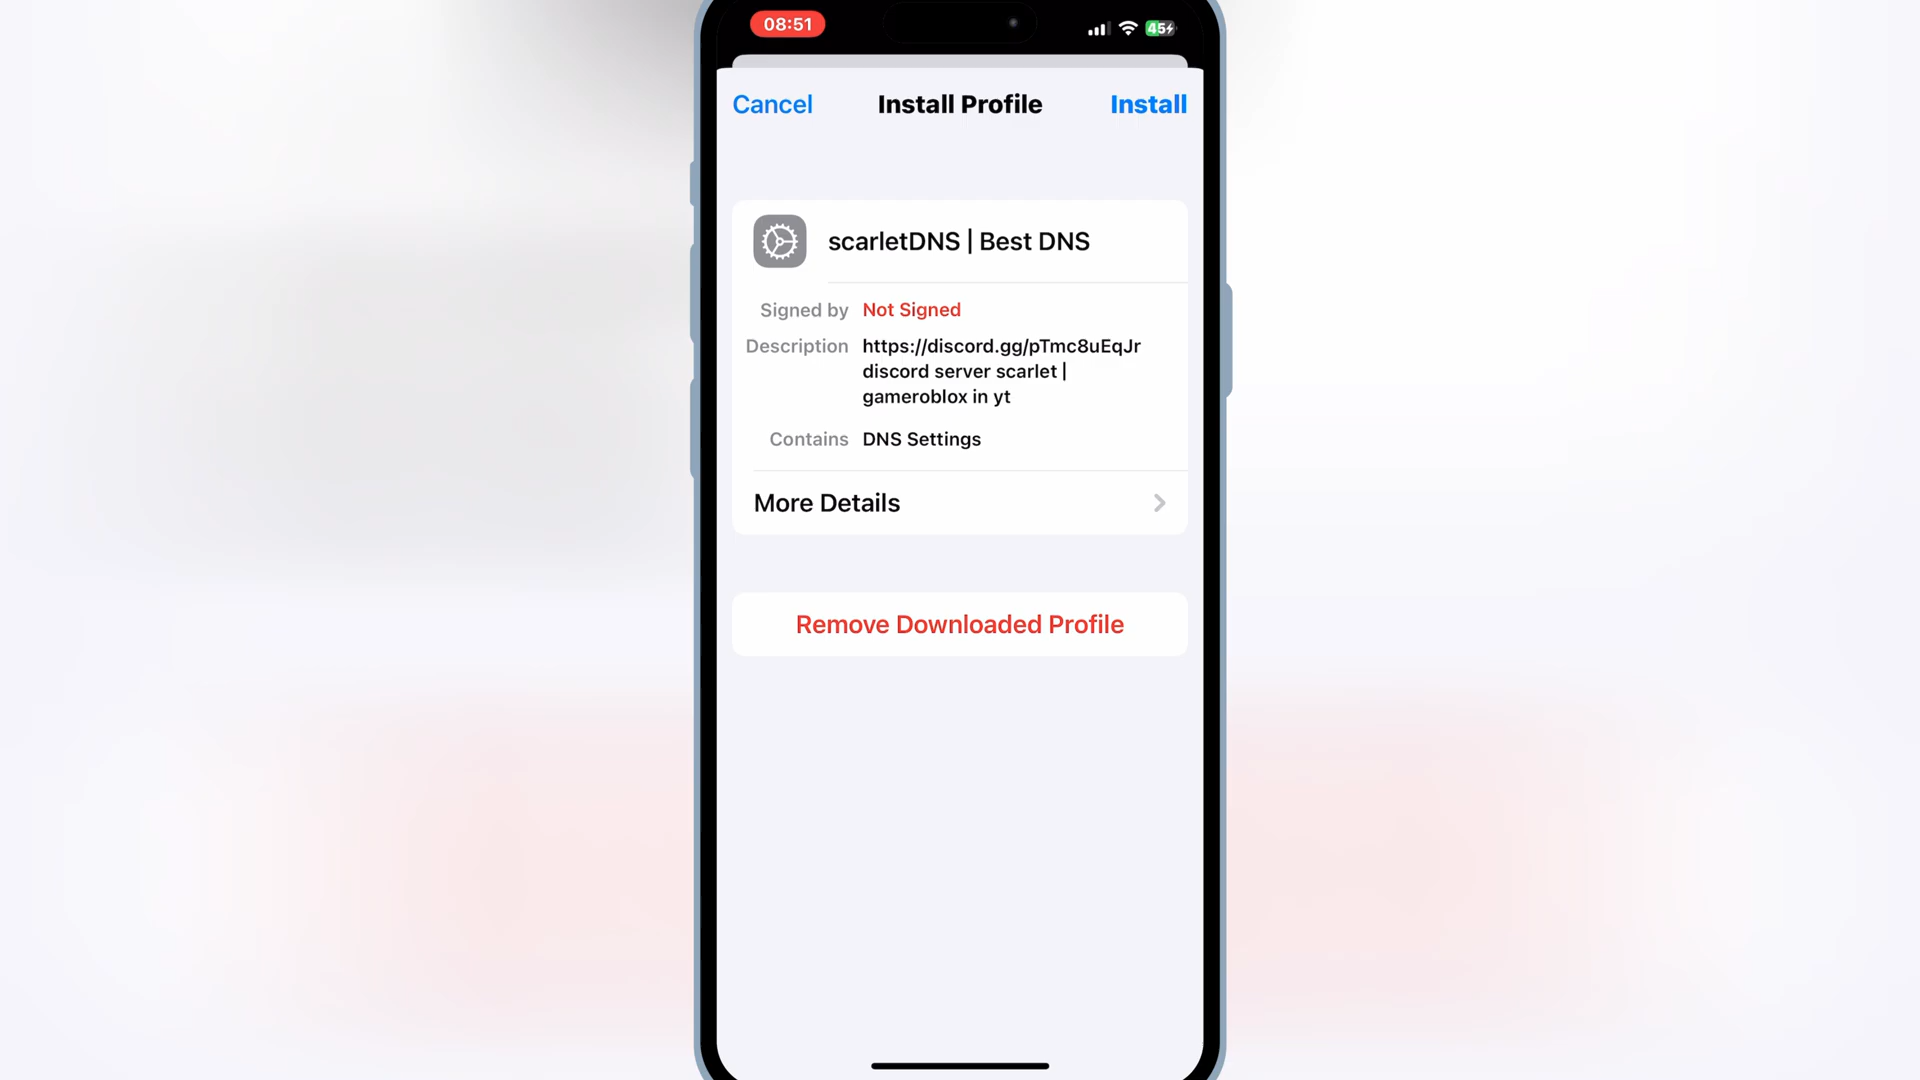 08:51
45
Cancel
Install Profile
Install
scarletDNS | Best DNS
Signed by Not Signed
Description https://discord.gg/pTmc8uEqJr
discord server scarlet |
gameroblox in yt
Contains DNS Settings
More Details
Remove Downloaded Profile